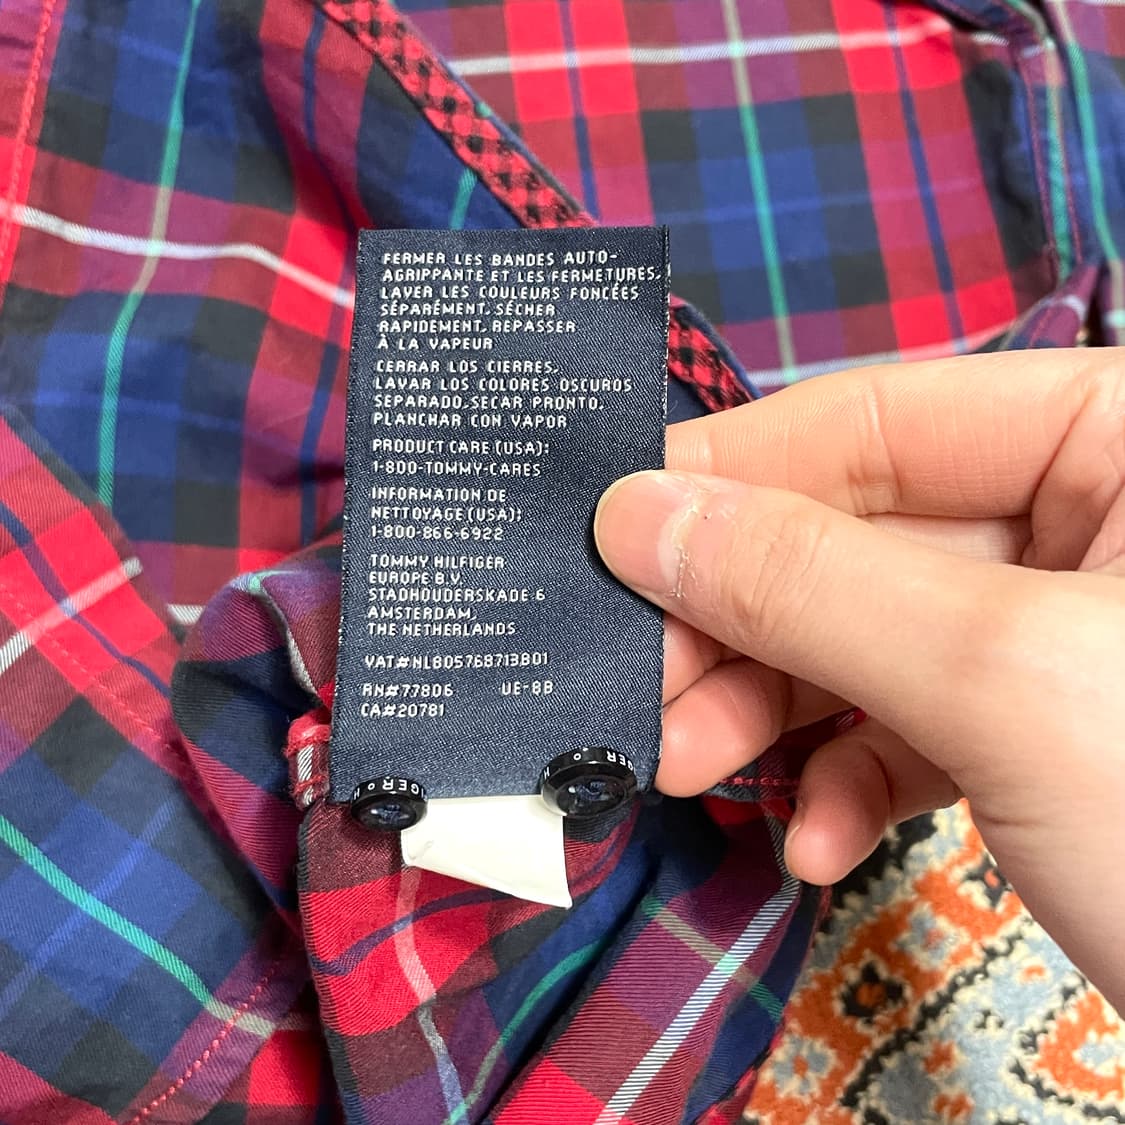 FERMER LES BANDES AUTO-
AGRIPPANTE ET LES FERMETURES.
LAVER LES COULEURS FONCÉES
SÉPARÉMENT. SÉCHER
RAPIDEMENT. REPASSER
À LA VAPEUR
CERRAR LOS CIERRES.
LAVAR LOS COLORES OSCUROS
SEPARADO. SECAR PRONTO.
PLANCHAR CON VAPOR
PRODUCT CARE (USA):
1-800-TOMMY-CARES
INFORMATION DE
NETTOYAGE (USA):
1-800-866-6922
TOMMY HILFIGER
EUROPE B.V.
STADHOUDERSKADE 6
AMSTERDAM,
THE NETHERLANDS
VAT#NL805768713B01
RN#77806 UE-8B
CA#20781
IGER H
H GER